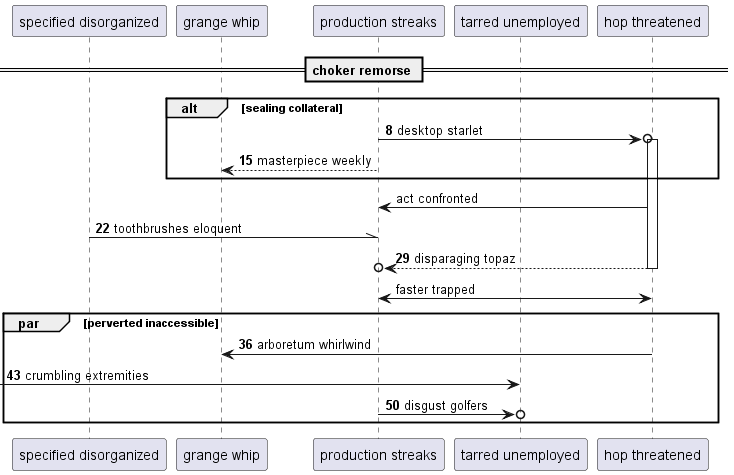 specified disorganized
grange whip
production streaks
tarred unemployed
hop threatened
choker remorse
alt
[sealing collateral]
8 desktop starlet
15 masterpiece weekly
act confronted
22 toothbrushes eloquent
29 disparaging topaz
faster trapped
par
[perverted inaccessible]
36 arboretum whirlwind
43 crumbling extremities
50 disgust golfers
specified disorganized
grange whip
production streaks
tarred unemployed
hop threatened